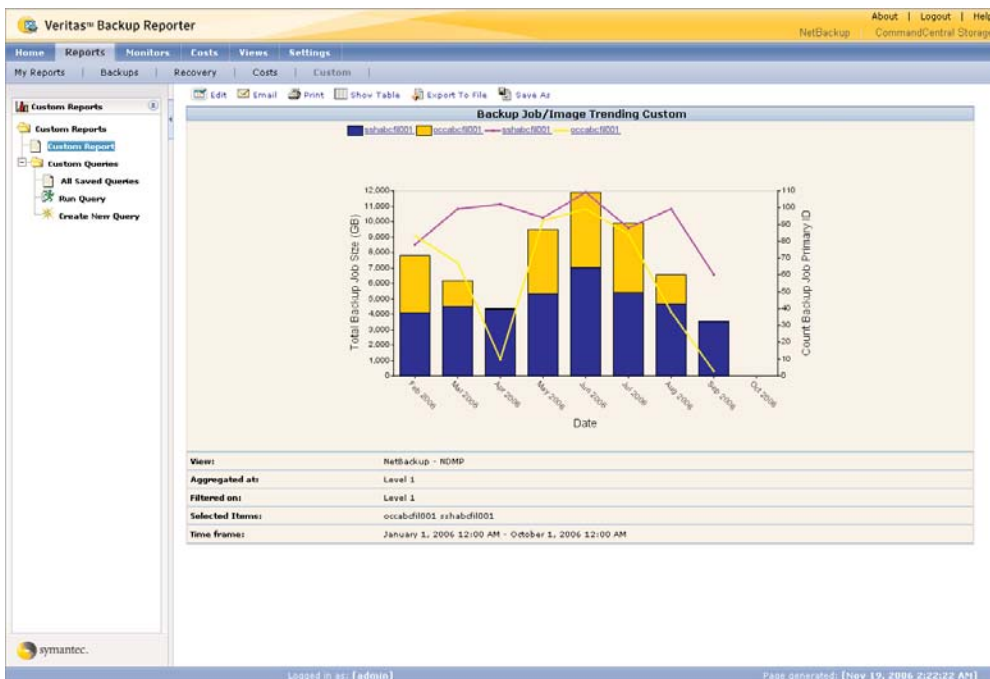 Veritas™ Backup Reporter
About | Logout | Help
NetBackup CommandCentral Storage
Home Reports Monitors Costs Views Settings
My Reports | Backups | Recovery | Costs | Custom |
Edit Email Print Show Table Export To File Save As
Custom Reports
Custom Reports
Custom Report
Custom Queries
All Saved Queries
Run Query
Create New Query
Backup Job/Image Trending Custom
sshabcfil001 occabcfil001 sshabcfil001 occabcfil001
Total Backup Job Size (GB)
12,000
11,000
10,000
9,000
8,000
7,000
6,000
5,000
4,000
3,000
2,000
1,000
0
110
100
90
80
70
60
50
40
30
20
10
0
Count Backup Job Primary ID
Feb 2006 Mar 2006 Apr 2006 May 2006 Jun 2006 Jul 2006 Aug 2006 Sep 2006 Oct 2006
Date
View: NetBackup - NDMP
Aggregated at: Level 1
Filtered on: Level 1
Selected Items: occabcfil001 sshabcfil001
Time frame: January 1, 2006 12:00 AM - October 1, 2006 12:00 AM
symantec.
Logged in as: [admin]
Page generated: [Nov 19, 2006 2:22:22 AM]